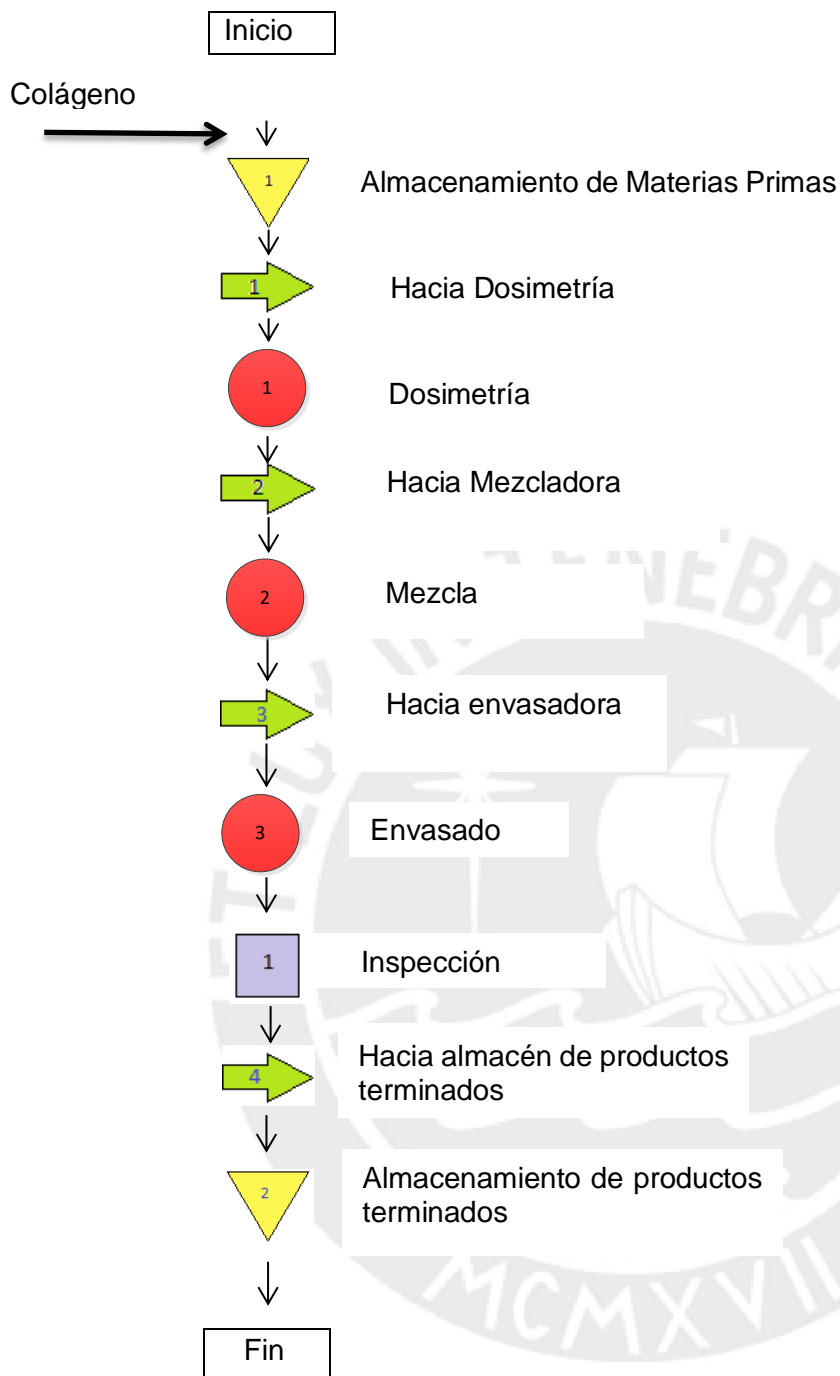 Inicio
Colágeno
1
Almacenamiento de Materias Primas
1
Hacia Dosimetría
1
Dosimetría
2
Hacia Mezcladora
2
Mezcla
3
Hacia envasadora
3
Envasado
1
Inspección
4
Hacia almacén de productos
terminados
2
Almacenamiento de productos
terminados
Fin
MCMXVII